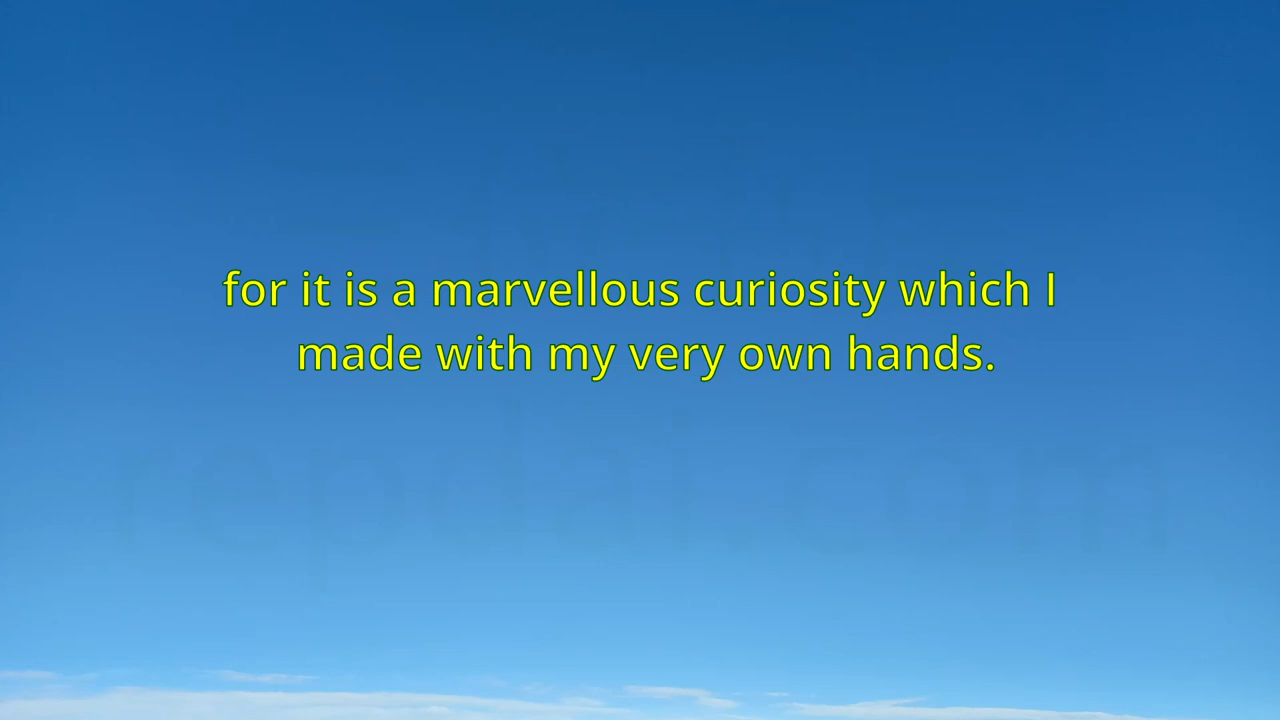 for it is a marvellous curiosity which I
made with my very own hands.